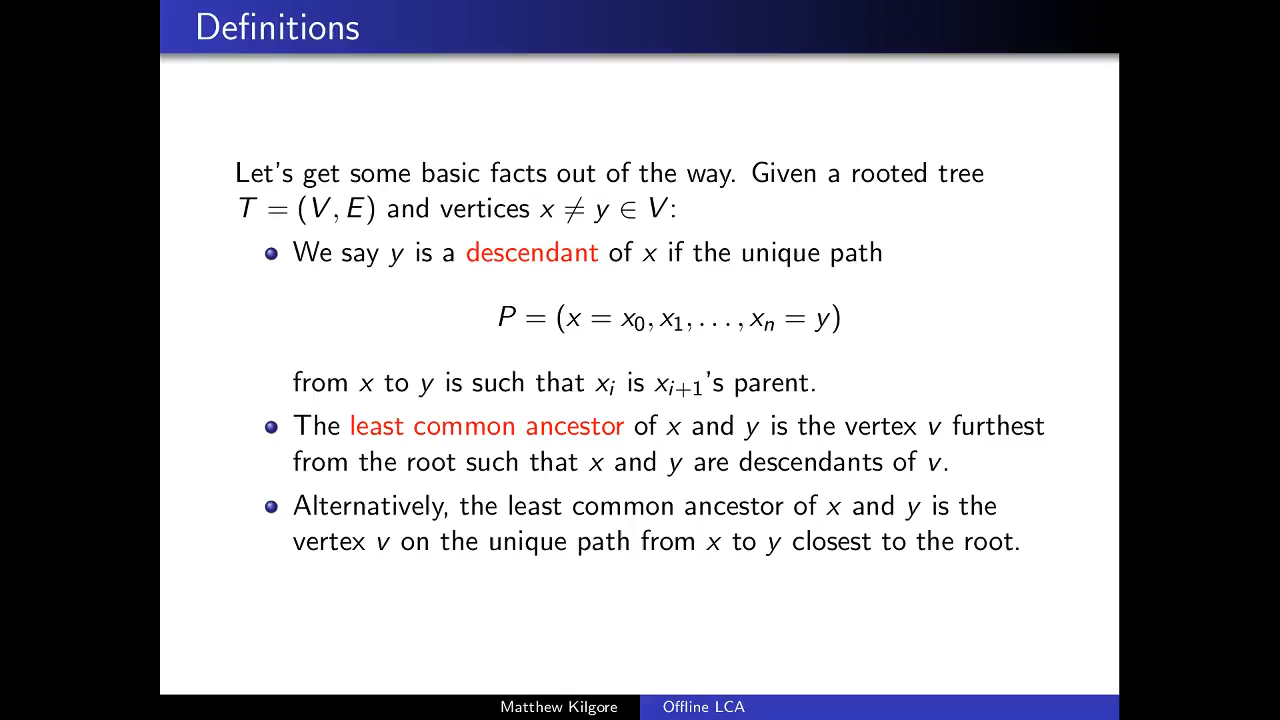 Definitions
Let's get some basic facts out of the way. Given a rooted tree
T = (V, E) and vertices x ≠ y ∈ V:
We say y is a descendant of x if the unique path
P = (x = x₀, x₁, . . . , xₙ = y)
from x to y is such that xᵢ is xᵢ₊₁'s parent.
The least common ancestor of x and y is the vertex v furthest
from the root such that x and y are descendants of v.
Alternatively, the least common ancestor of x and y is the
vertex v on the unique path from x to y closest to the root.
Matthew Kilgore Offline LCA